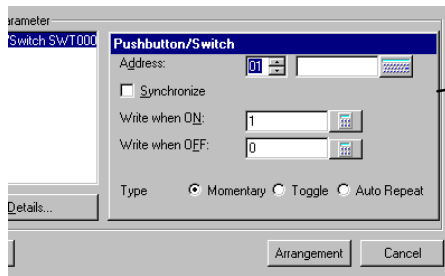 arameter
/Switch SWT000
Pushbutton/Switch
Address: 01
Synchronize
Write when ON: 1
Write when OFF: 0
Type Momentary Toggle Auto Repeat
Details...
Arrangement Cancel